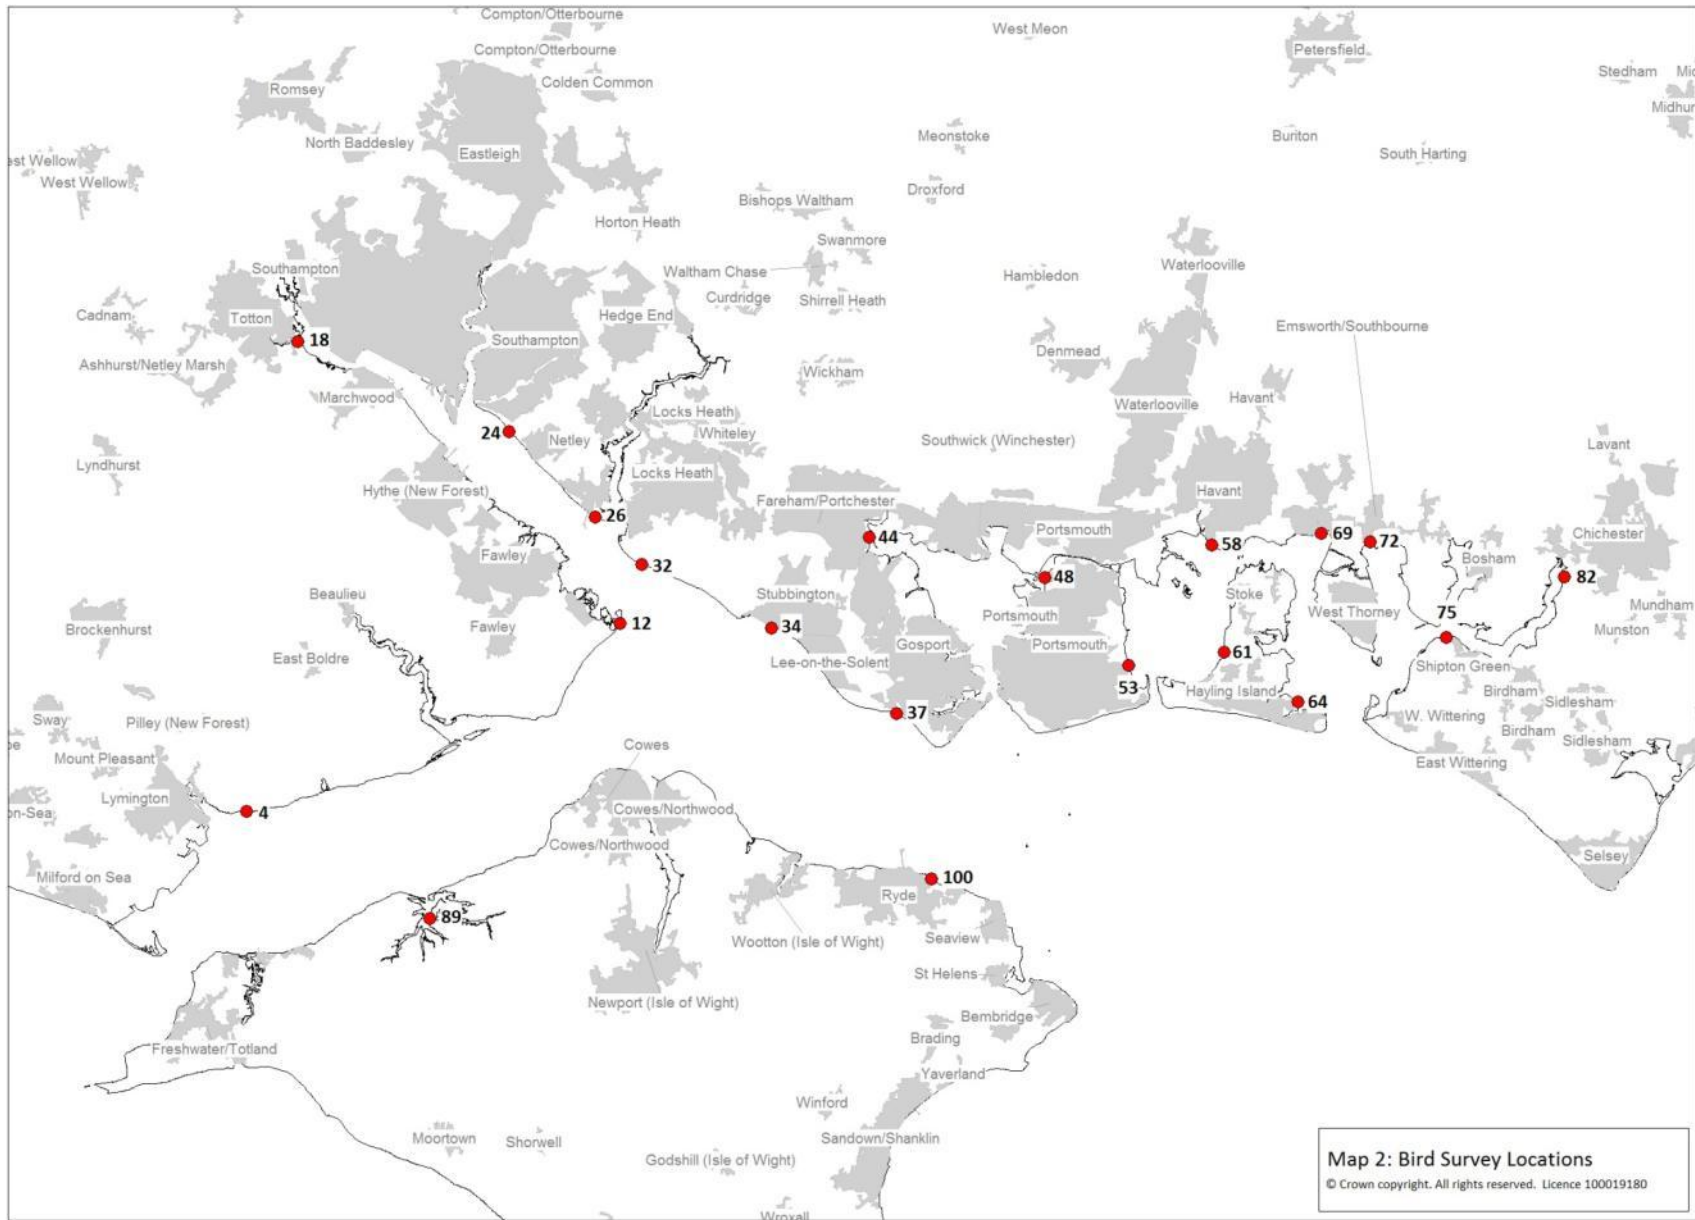 Compton/Otterbourne
West Meon
Compton/Otterbourne
Petersfield
Colden Common
Stedham
Romsey
North Baddesley
Meonstoke
Buriton
Eastleigh
South Harting
West Wellow
Droxford
Bishops Waltham
Horton Heath
Swanmore
Southampton
Waltham Chase
Waterlooville
Hambledon
Curdridge
Shirrell Heath
Cadnam
Totton
Hedge End
Emsworth/Southbourne
18
Southampton
Ashhurst/Netley Marsh
Denmead
Wickham
Marchwood
Havant
Waterlooville
Locks Heath
24
Netley
Whiteley
Southwick (Winchester)
Lavant
Lyndhurst
Locks Heath
Hythe (New Forest)
Havant
Fareham/Portchester
26
Portsmouth
69
Chichester
44
72
58
Fawley
Bosham
32
48
82
Beaulieu
Stubbington
Stoke
Mundham
West Thorney
75
Brockenhurst
Fawley
12
34
Portsmouth
Munston
Gosport
Portsmouth
61
East Boldre
Lee-on-the-Solent
Shipton Green
53
Hayling Island
Birdham
64
Sidlesham
37
Sway
Pilley (New Forest)
W. Wittering
Birdham
Sidlesham
Cowes
Mount Pleasant
East Wittering
Lymington
Cowes/Northwood
4
Cowes/Northwood
Selsey
Milford on Sea
100
Ryde
89
Seaview
Wootton (Isle of Wight)
St Helens
Newport (Isle of Wight)
Bembridge
Brading
Freshwater/Totland
Yaverland
Winford
Moortown
Shorwell
Sandown/Shanklin
Godshill (Isle of Wight)
Map 2: Bird Survey Locations
© Crown copyright. All rights reserved. Licence 100019180
Wroxall